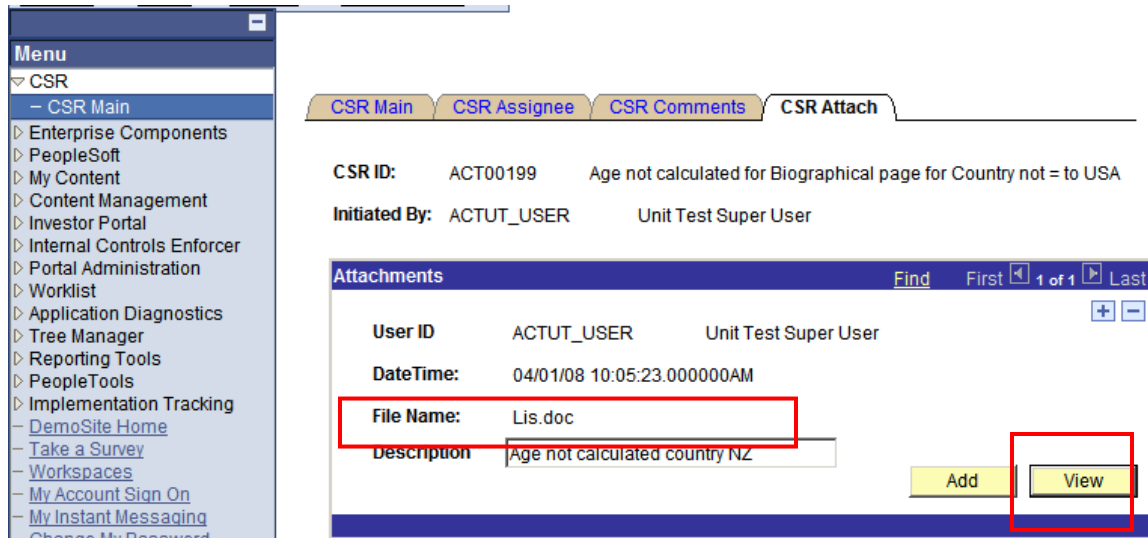 Menu
CSR
– CSR Main
Enterprise Components
PeopleSoft
My Content
Content Management
Investor Portal
Internal Controls Enforcer
Portal Administration
Worklist
Application Diagnostics
Tree Manager
Reporting Tools
PeopleTools
Implementation Tracking
– DemoSite Home
– Take a Survey
– Workspaces
– My Account Sign On
– My Instant Messaging
– Change My Password
CSR Main CSR Assignee CSR Comments CSR Attach
CSR ID: ACT00199 Age not calculated for Biographical page for Country not = to USA
Initiated By: ACTUT_USER Unit Test Super User
Attachments Find First 1 of 1 Last
User ID ACTUT_USER Unit Test Super User
DateTime: 04/01/08 10:05:23.000000AM
File Name: Lis.doc
Description Age not calculated country NZ
Add View